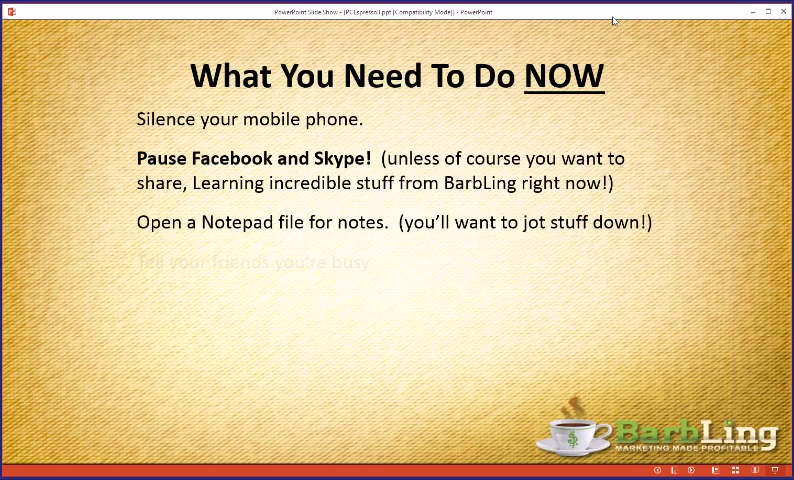 PowerPoint Slide Show - [PCEspresso3.ppt [Compatibility Mode]] - PowerPoint
What You Need To Do NOW
Silence your mobile phone.
Pause Facebook and Skype! (unless of course you want to
share, Learning incredible stuff from BarbLing right now!)
Open a Notepad file for notes. (you'll want to jot stuff down!)
Tell your friends you're busy
$
BarbLing
MARKETING MADE PROFITABLE